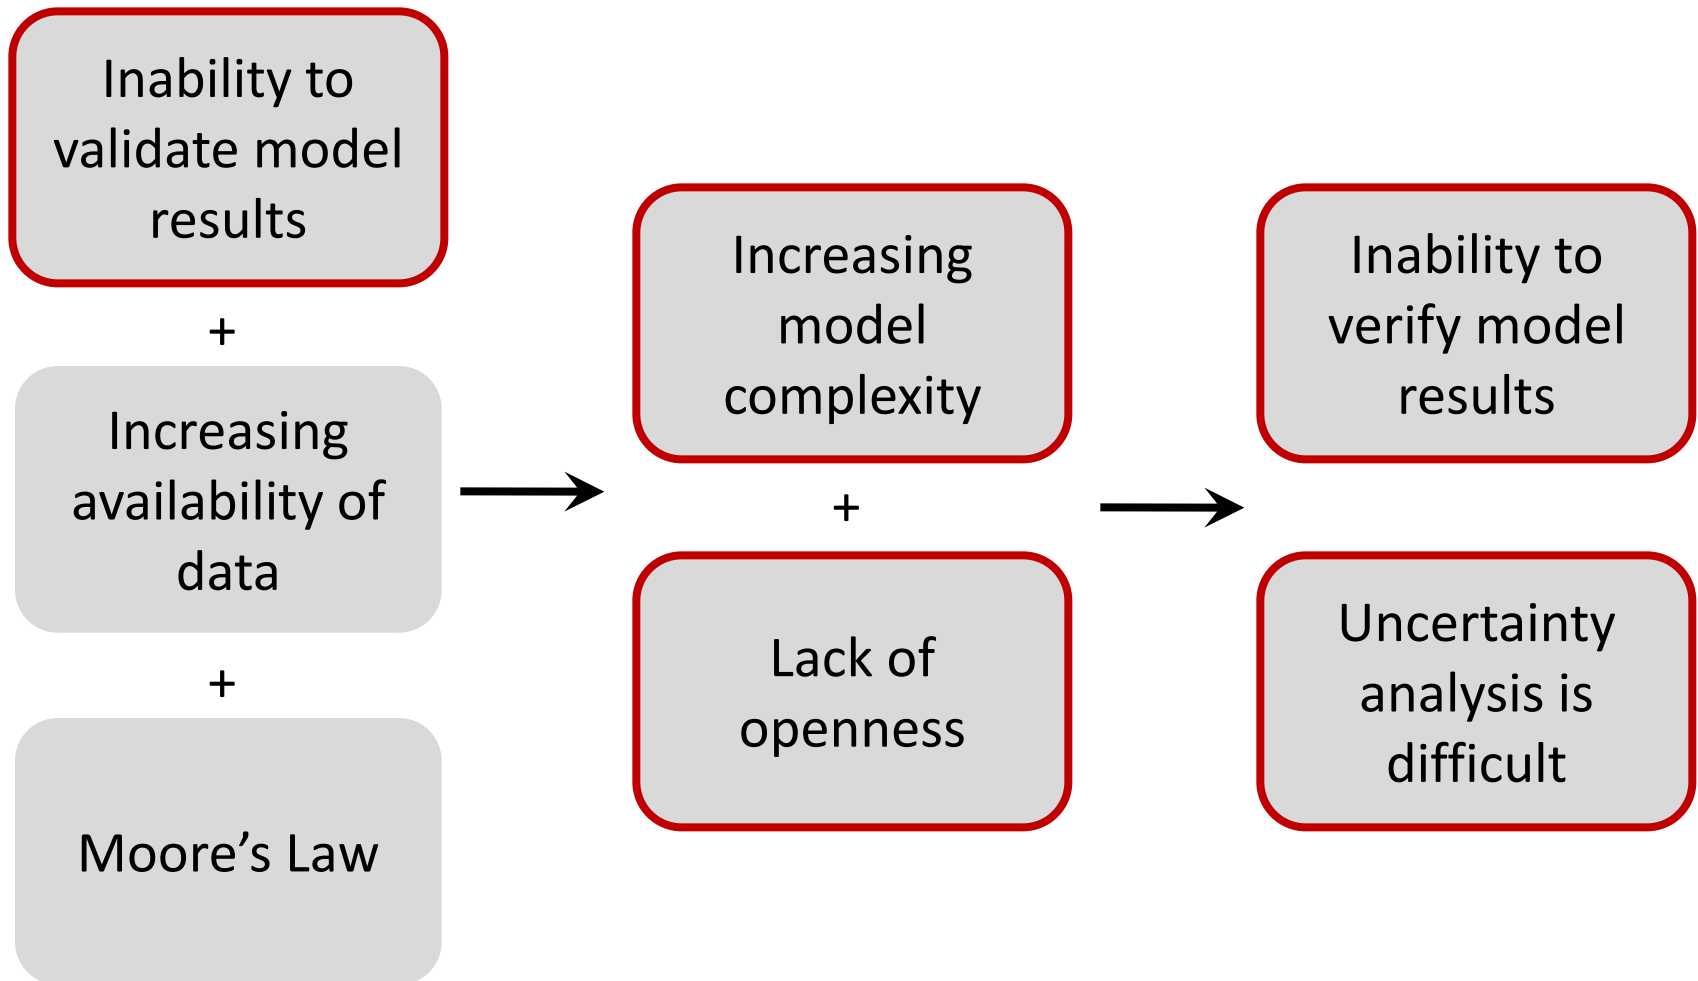 Inability to
validate model
results
+
Increasing
availability of
data
+
Moore’s Law
Increasing
model
complexity
+
Lack of
openness
Inability to
verify model
results
Uncertainty
analysis is
difficult